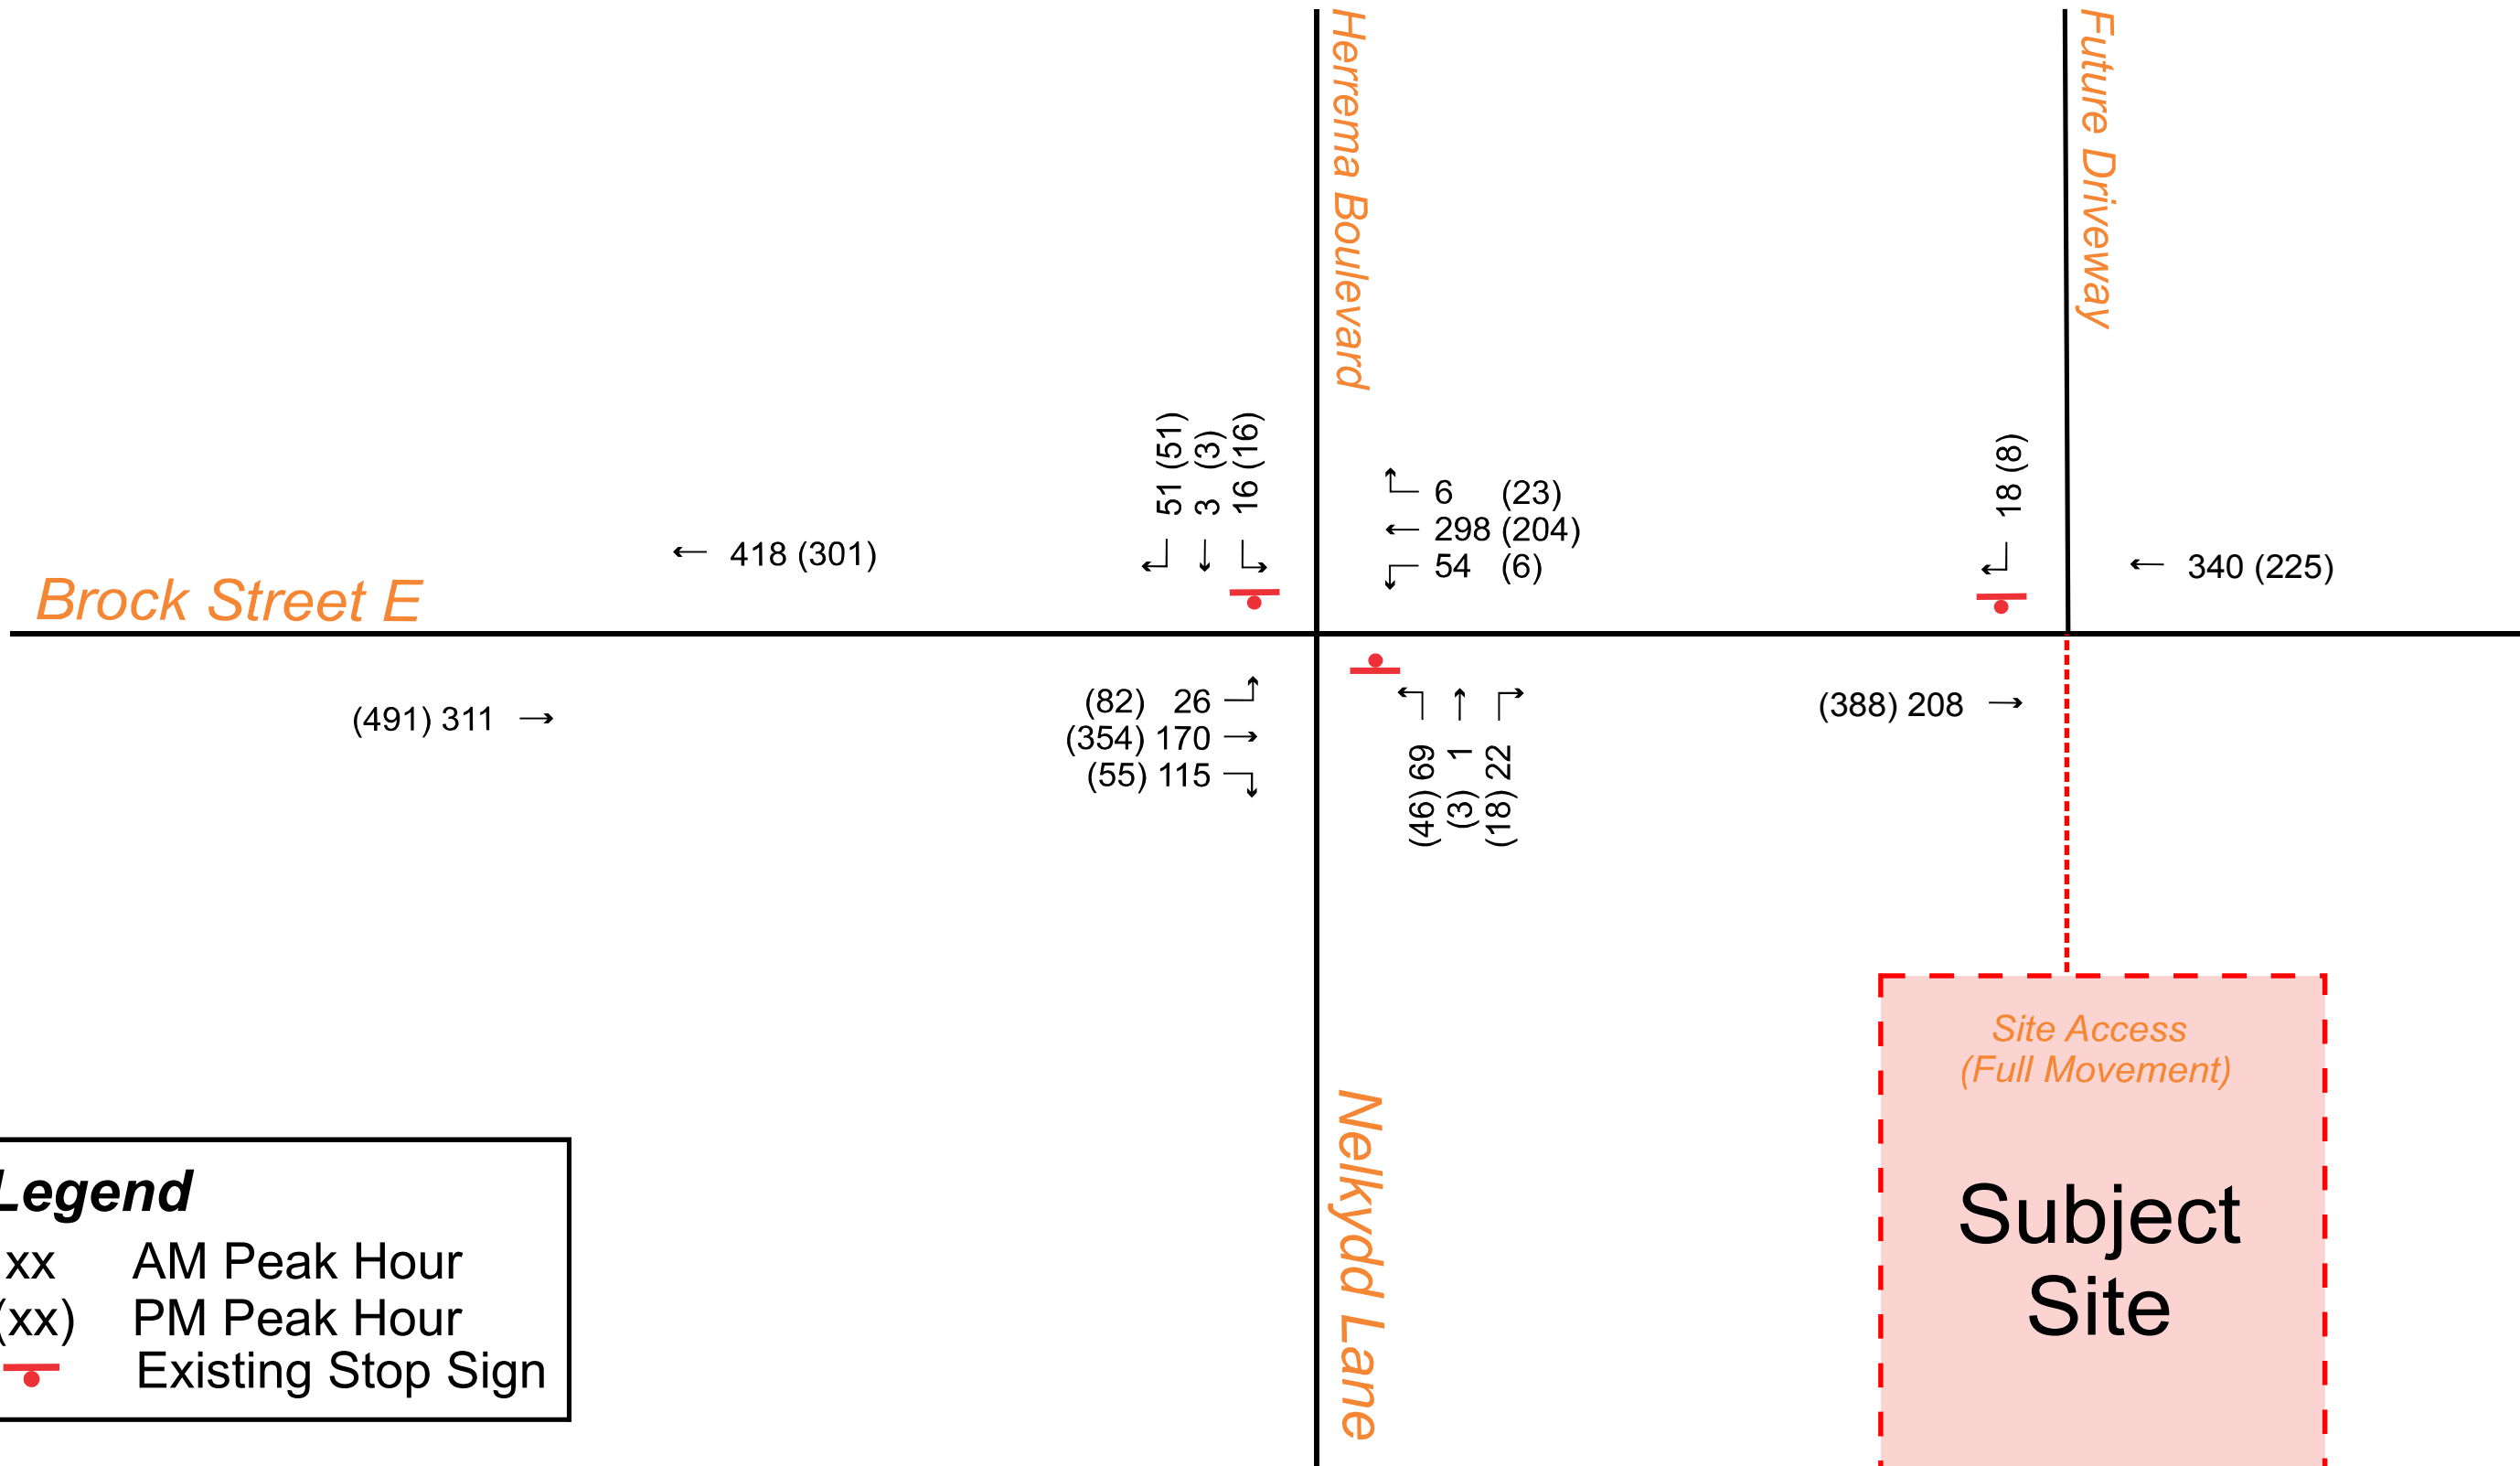 Herrema Boulevard
Future Driveway
51 (51)
3 (3)
16 (16)
6 (23)
298 (204)
54 (6)
18 (8)
418 (301)
340 (225)
Brock Street E
(491) 311
(82) 26
(354) 170
(55) 115
(46) 69
(3) 1
(18) 22
(388) 208
Site Access
(Full Movement)
Subject
Site
Nelkydd Lane
Legend
xx AM Peak Hour
(xx) PM Peak Hour
Existing Stop Sign